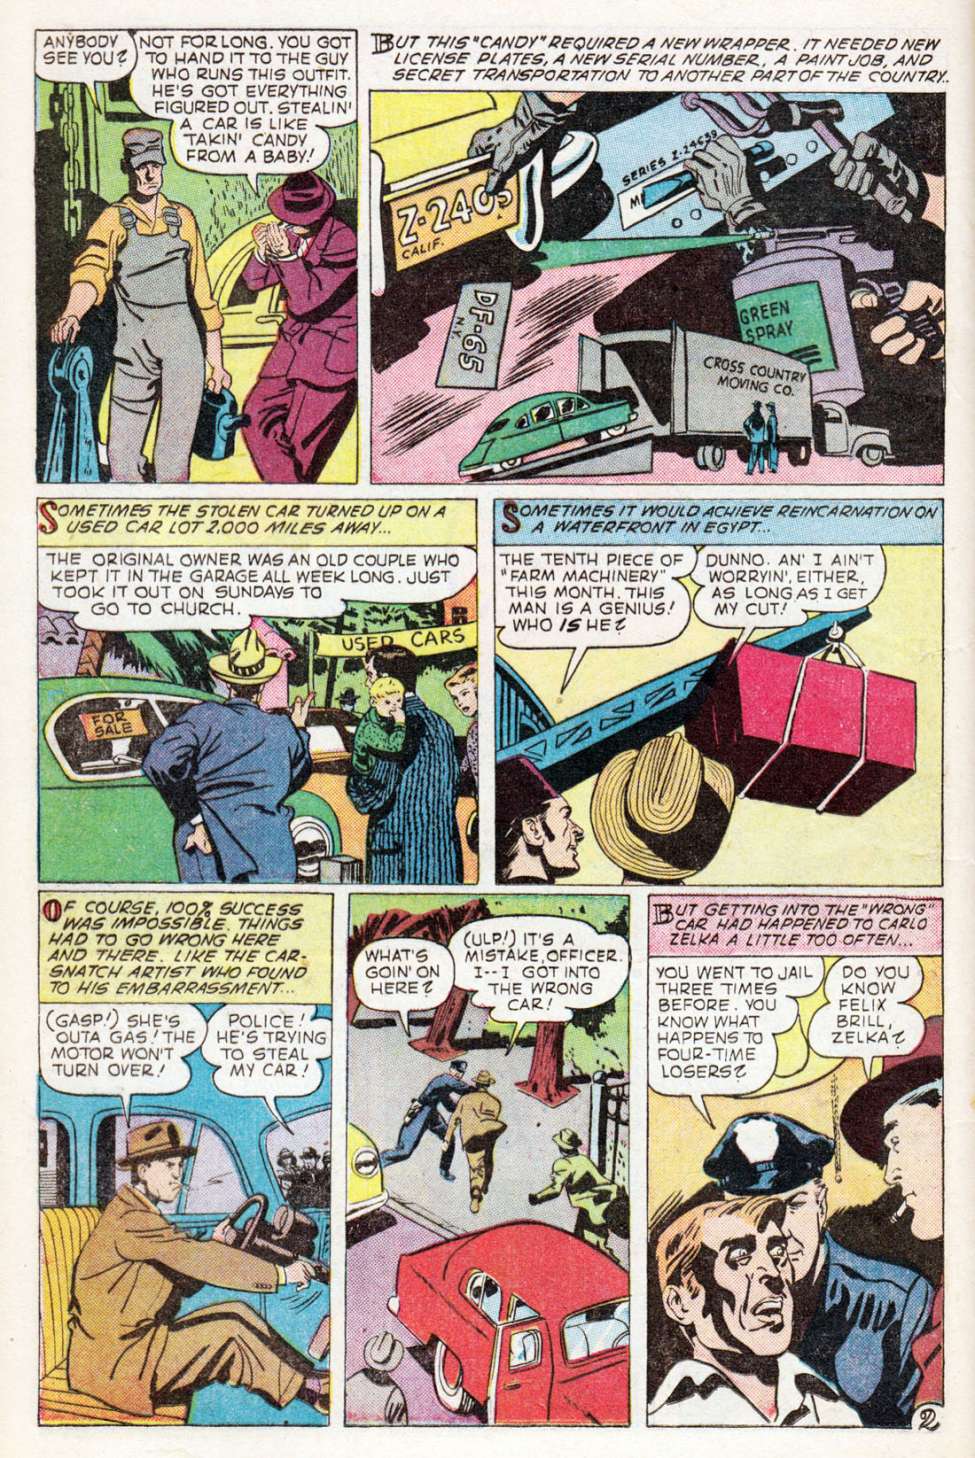 ANYBODY
SEE YOU?
NOT FOR LONG. YOU GOT
TO HAND IT TO THE GUY
WHO RUNS THIS OUTFIT.
HE'S GOT EVERYTHING
FIGURED OUT. STEALIN'
A CAR IS LIKE
TAKIN' CANDY
FROM A BABY!
BUT THIS "CANDY" REQUIRED A NEW WRAPPER. IT NEEDED NEW
LICENSE PLATES, A NEW SERIAL NUMBER, A PAINT JOB, AND
SECRET TRANSPORTATION TO ANOTHER PART OF THE COUNTRY.
Z-2405
CALIF.
SERIES Z-24C59
M
DF-65
N.Y.
GREEN
SPRAY
CROSS COUNTRY
MOVING CO.
SOMETIMES THE STOLEN CAR TURNED UP ON A
USED CAR LOT 2,000 MILES AWAY...
THE ORIGINAL OWNER WAS AN OLD COUPLE WHO
KEPT IT IN THE GARAGE ALL WEEK LONG. JUST
TOOK IT OUT ON SUNDAYS TO
GO TO CHURCH.
USED CARS
FOR
SALE
SOMETIMES IT WOULD ACHIEVE REINCARNATION ON
A WATERFRONT IN EGYPT...
THE TENTH PIECE OF
"FARM MACHINERY"
THIS MONTH. THIS
MAN IS A GENIUS!
WHO IS HE?
DUNNO. AN' I AIN'T
WORRYIN', EITHER,
AS LONG AS I GET
MY CUT!
OF COURSE, 100% SUCCESS
WAS IMPOSSIBLE. THINGS
HAD TO GO WRONG HERE
AND THERE. LIKE THE CAR-
SNATCH ARTIST WHO FOUND
TO HIS EMBARRASSMENT...
(GASP!) SHE'S
OUTA GAS! THE
MOTOR WON'T
TURN OVER!
POLICE!
HE'S TRYING
TO STEAL
MY CAR!
WHAT'S
GOIN' ON
HERE?
(ULP!) IT'S A
MISTAKE, OFFICER.
I--I GOT INTO
THE WRONG
CAR!
BUT GETTING INTO THE "WRONG"
CAR HAD HAPPENED TO CARLO
ZELKA A LITTLE TOO OFTEN...
YOU WENT TO JAIL
THREE TIMES
BEFORE. YOU
KNOW WHAT
HAPPENS TO
FOUR-TIME
LOSERS?
DO YOU
KNOW
FELIX
BRILL,
ZELKA?
2